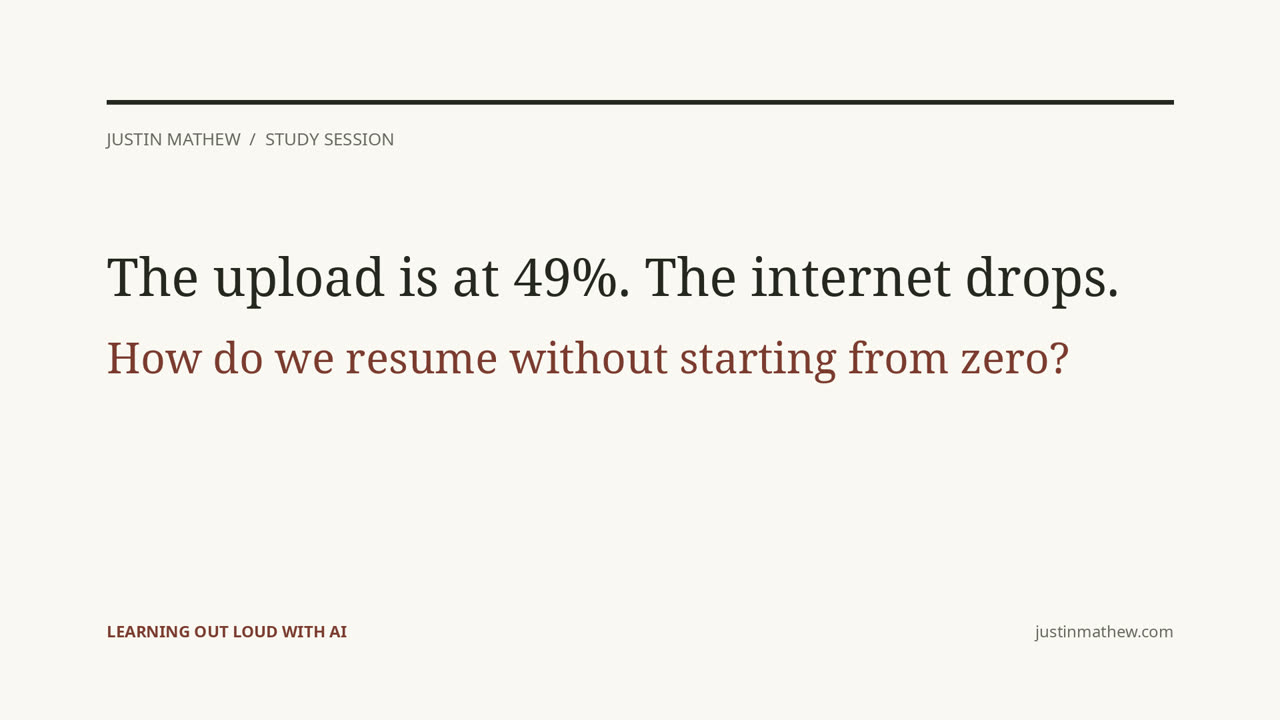 JUSTIN MATHEW / STUDY SESSION
The upload is at 49%. The internet drops.
How do we resume without starting from zero?
LEARNING OUT LOUD WITH AI
justinmathew.com